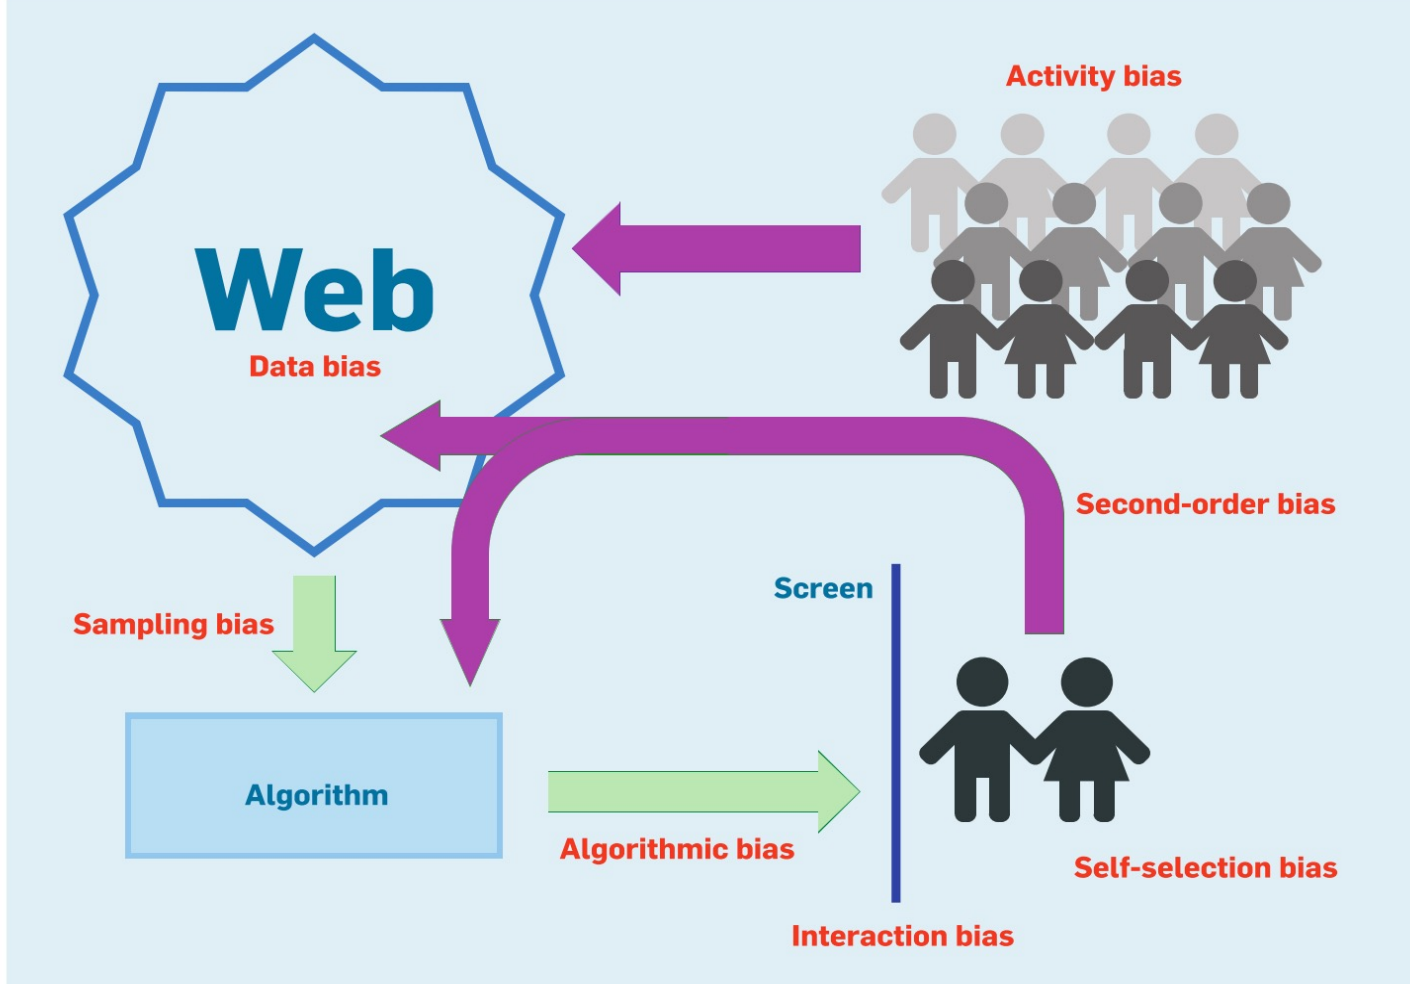 Activity bias
Web
Data bias
Second-order bias
Screen
Sampling bias
Algorithm
Algorithmic bias
Self-selection bias
Interaction bias